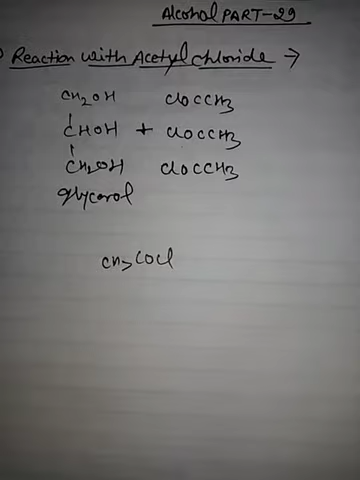 Alcohol PART-29
Reaction with Acetyl chloride →
CH2OH ClOCCH3
CHOH + ClOCCH3
CH2OH ClOCCH3
glycerol
CH3COCl